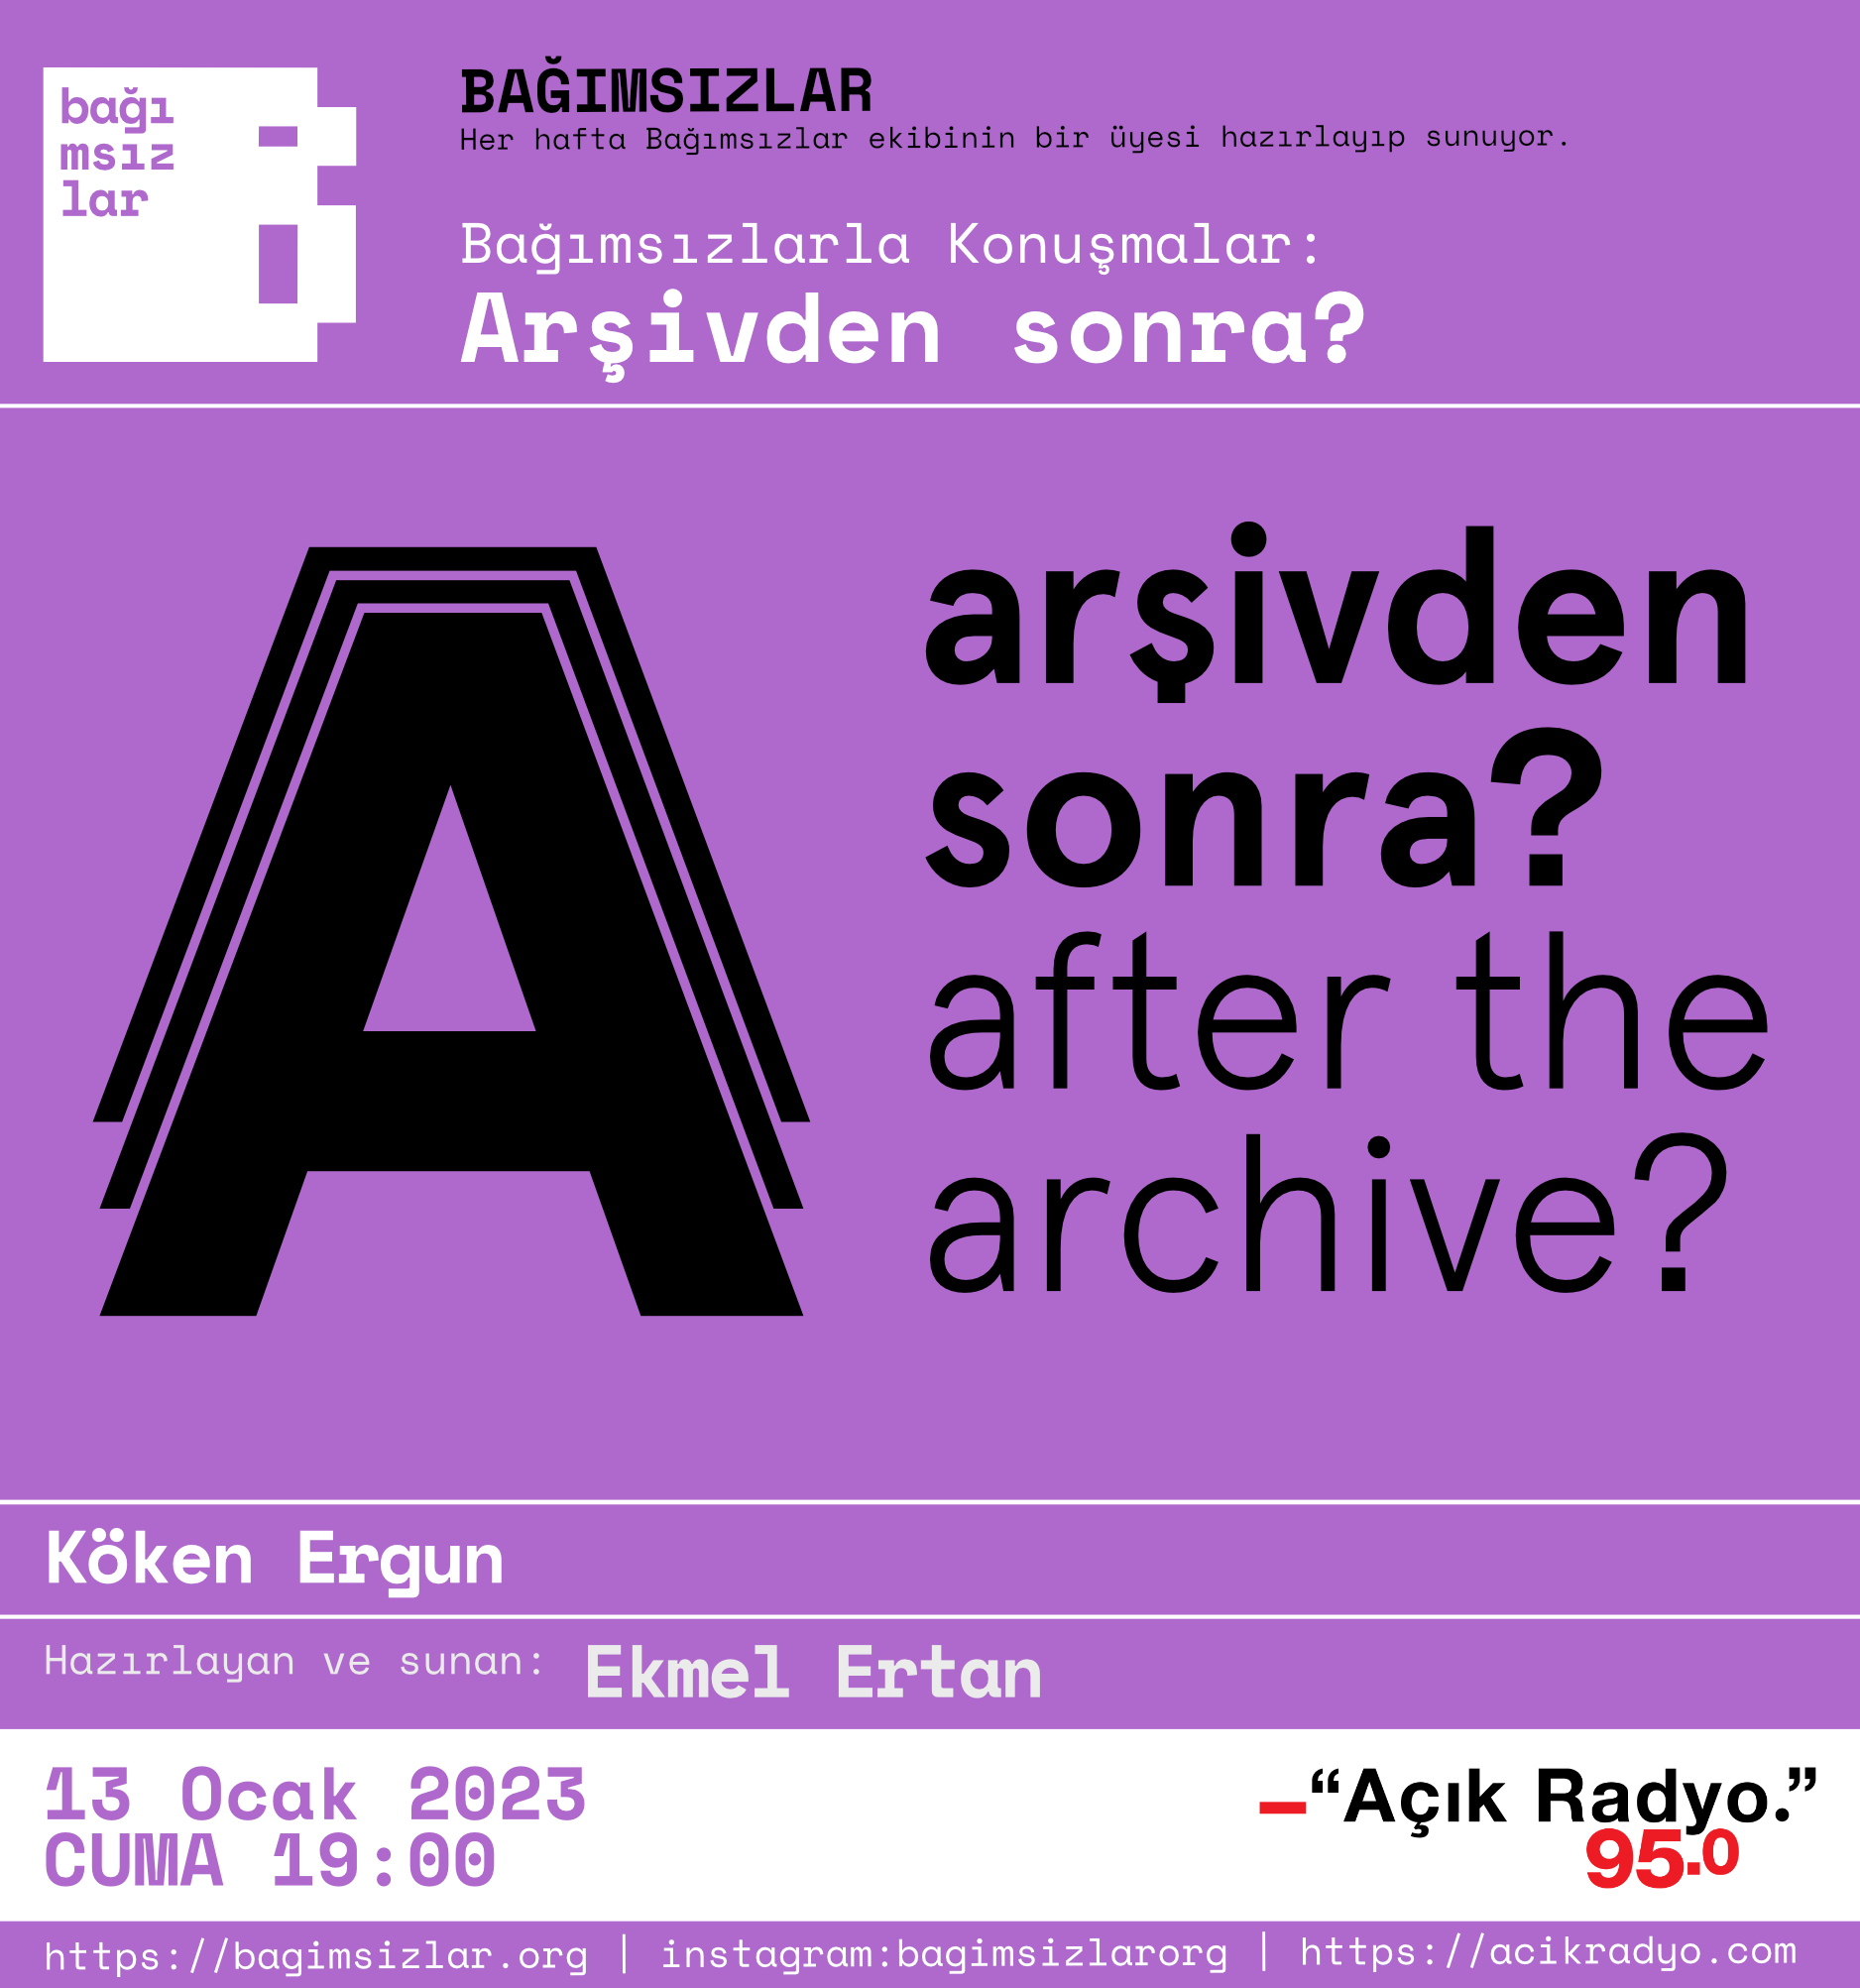 bağı
msız
lar
BAĞIMSIZLAR
Her hafta Bağımsızlar ekibinin bir üyesi hazırlayıp sunuyor.
Bağımsızlarla Konuşmalar:
Arşivden sonra?
A
arşivden
sonra?
after the
archive?
Köken Ergun
Hazırlayan ve sunan: Ekmel Ertan
13 Ocak 2023
CUMA 19:00
–“Açık Radyo.”
95.0
https://bagimsizlar.org | instagram:bagimsizlarorg | https://acikradyo.com